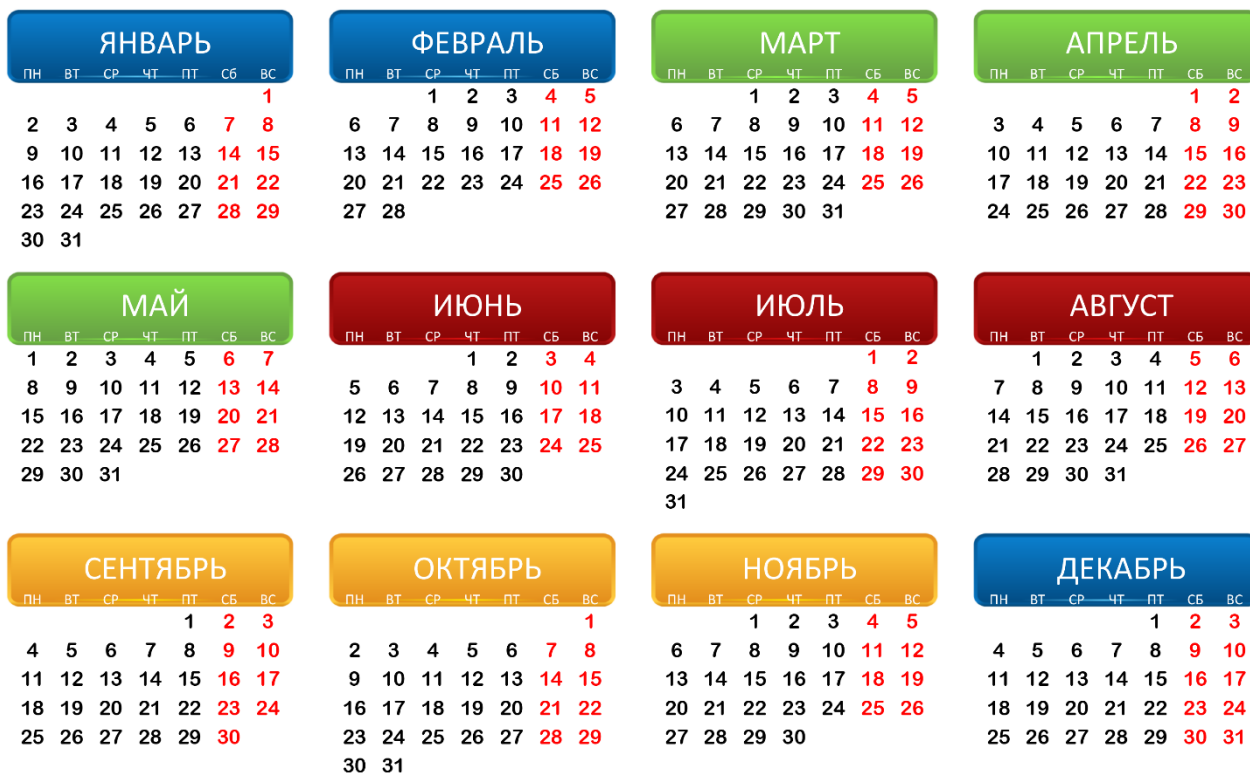 ЯНВАРЬ
ПН ВТ СР ЧТ ПТ Сб ВС
1
2 3 4 5 6 7 8
9 10 11 12 13 14 15
16 17 18 19 20 21 22
23 24 25 26 27 28 29
30 31
ФЕВРАЛЬ
ПН ВТ СР ЧТ ПТ СБ ВС
1 2 3 4 5
6 7 8 9 10 11 12
13 14 15 16 17 18 19
20 21 22 23 24 25 26
27 28
МАРТ
ПН ВТ СР ЧТ ПТ СБ ВС
1 2 3 4 5
6 7 8 9 10 11 12
13 14 15 16 17 18 19
20 21 22 23 24 25 26
27 28 29 30 31
АПРЕЛЬ
ПН ВТ СР ЧТ ПТ СБ ВС
1 2
3 4 5 6 7 8 9
10 11 12 13 14 15 16
17 18 19 20 21 22 23
24 25 26 27 28 29 30
МАЙ
ПН ВТ СР ЧТ ПТ СБ ВС
1 2 3 4 5 6 7
8 9 10 11 12 13 14
15 16 17 18 19 20 21
22 23 24 25 26 27 28
29 30 31
ИЮНЬ
ПН ВТ СР ЧТ ПТ СБ ВС
1 2 3 4
5 6 7 8 9 10 11
12 13 14 15 16 17 18
19 20 21 22 23 24 25
26 27 28 29 30
ИЮЛЬ
ПН ВТ СР ЧТ ПТ СБ ВС
1 2
3 4 5 6 7 8 9
10 11 12 13 14 15 16
17 18 19 20 21 22 23
24 25 26 27 28 29 30
31
АВГУСТ
ПН ВТ СР ЧТ ПТ СБ ВС
1 2 3 4 5 6
7 8 9 10 11 12 13
14 15 16 17 18 19 20
21 22 23 24 25 26 27
28 29 30 31
СЕНТЯБРЬ
ПН ВТ СР ЧТ ПТ СБ ВС
1 2 3
4 5 6 7 8 9 10
11 12 13 14 15 16 17
18 19 20 21 22 23 24
25 26 27 28 29 30
ОКТЯБРЬ
ПН ВТ СР ЧТ ПТ СБ ВС
1
2 3 4 5 6 7 8
9 10 11 12 13 14 15
16 17 18 19 20 21 22
23 24 25 26 27 28 29
30 31
НОЯБРЬ
ПН ВТ СР ЧТ ПТ СБ ВС
1 2 3 4 5
6 7 8 9 10 11 12
13 14 15 16 17 18 19
20 21 22 23 24 25 26
27 28 29 30
ДЕКАБРЬ
ПН ВТ СР ЧТ ПТ СБ ВС
1 2 3
4 5 6 7 8 9 10
11 12 13 14 15 16 17
18 19 20 21 22 23 24
25 26 27 28 29 30 31